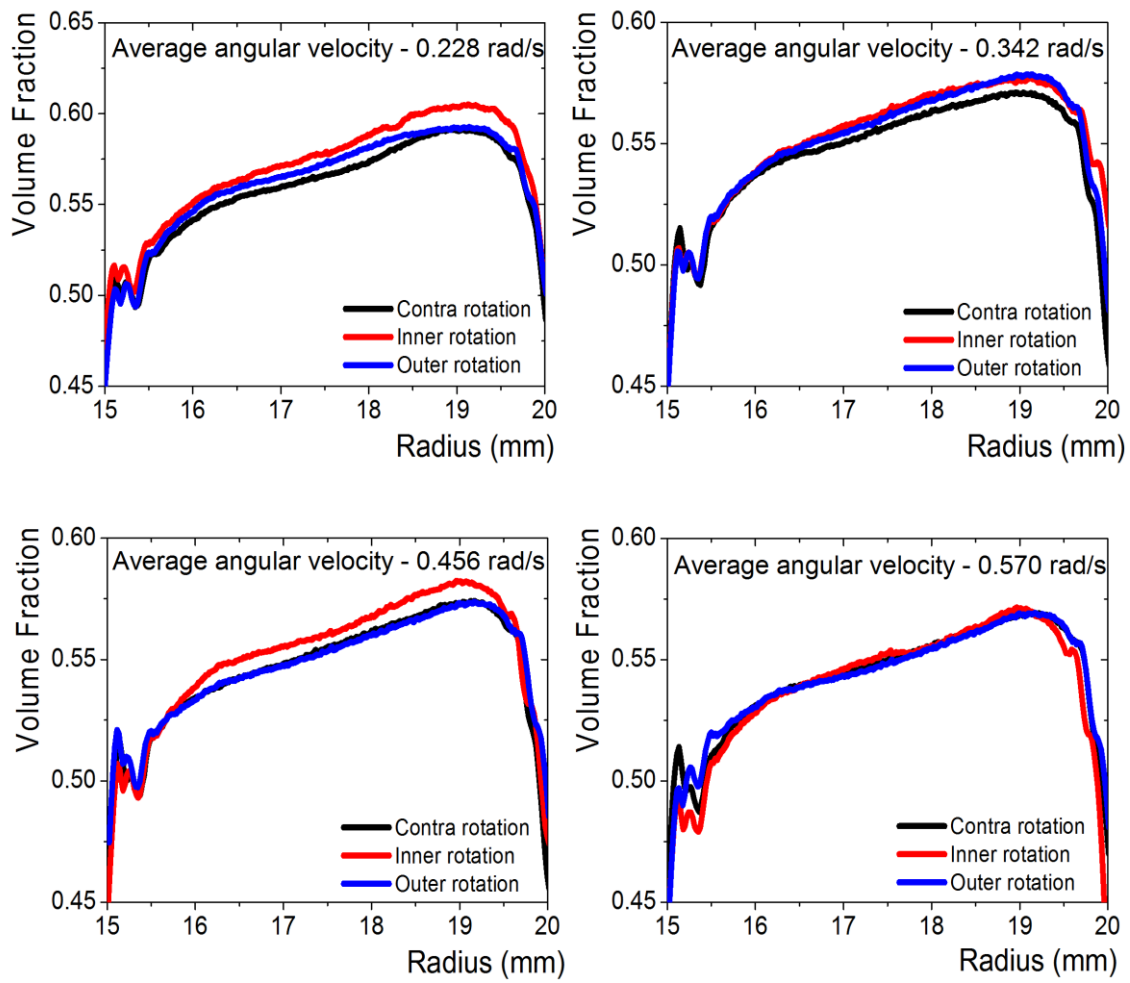 Average angular velocity - 0.228 rad/s
Volume Fraction
0.65
0.60
0.55
0.50
0.45
Contra rotation
Inner rotation
Outer rotation
15 16 17 18 19 20
Radius (mm)
Average angular velocity - 0.342 rad/s
Volume Fraction
0.60
0.55
0.50
0.45
Contra rotation
Inner rotation
Outer rotation
15 16 17 18 19 20
Radius (mm)
Average angular velocity - 0.456 rad/s
Volume Fraction
0.60
0.55
0.50
0.45
Contra rotation
Inner rotation
Outer rotation
15 16 17 18 19 20
Radius (mm)
Average angular velocity - 0.570 rad/s
Volume Fraction
0.60
0.55
0.50
0.45
Contra rotation
Inner rotation
Outer rotation
15 16 17 18 19 20
Radius (mm)